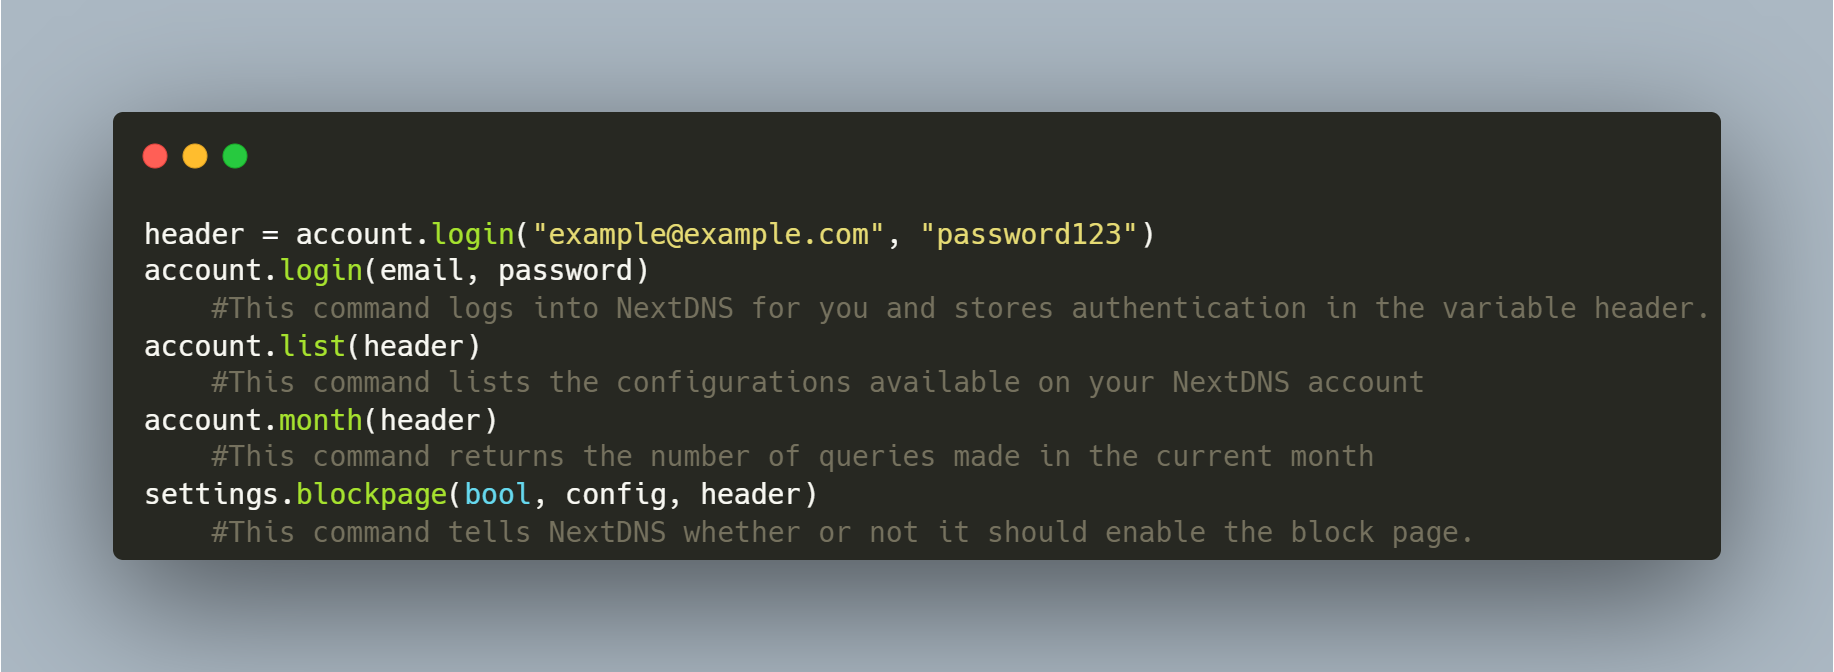 header = account.login("example@example.com", "password123")
account.login(email, password)
    #This command logs into NextDNS for you and stores authentication in the variable header.
account.list(header)
    #This command lists the configurations available on your NextDNS account
account.month(header)
    #This command returns the number of queries made in the current month
settings.blockpage(bool, config, header)
    #This command tells NextDNS whether or not it should enable the block page.